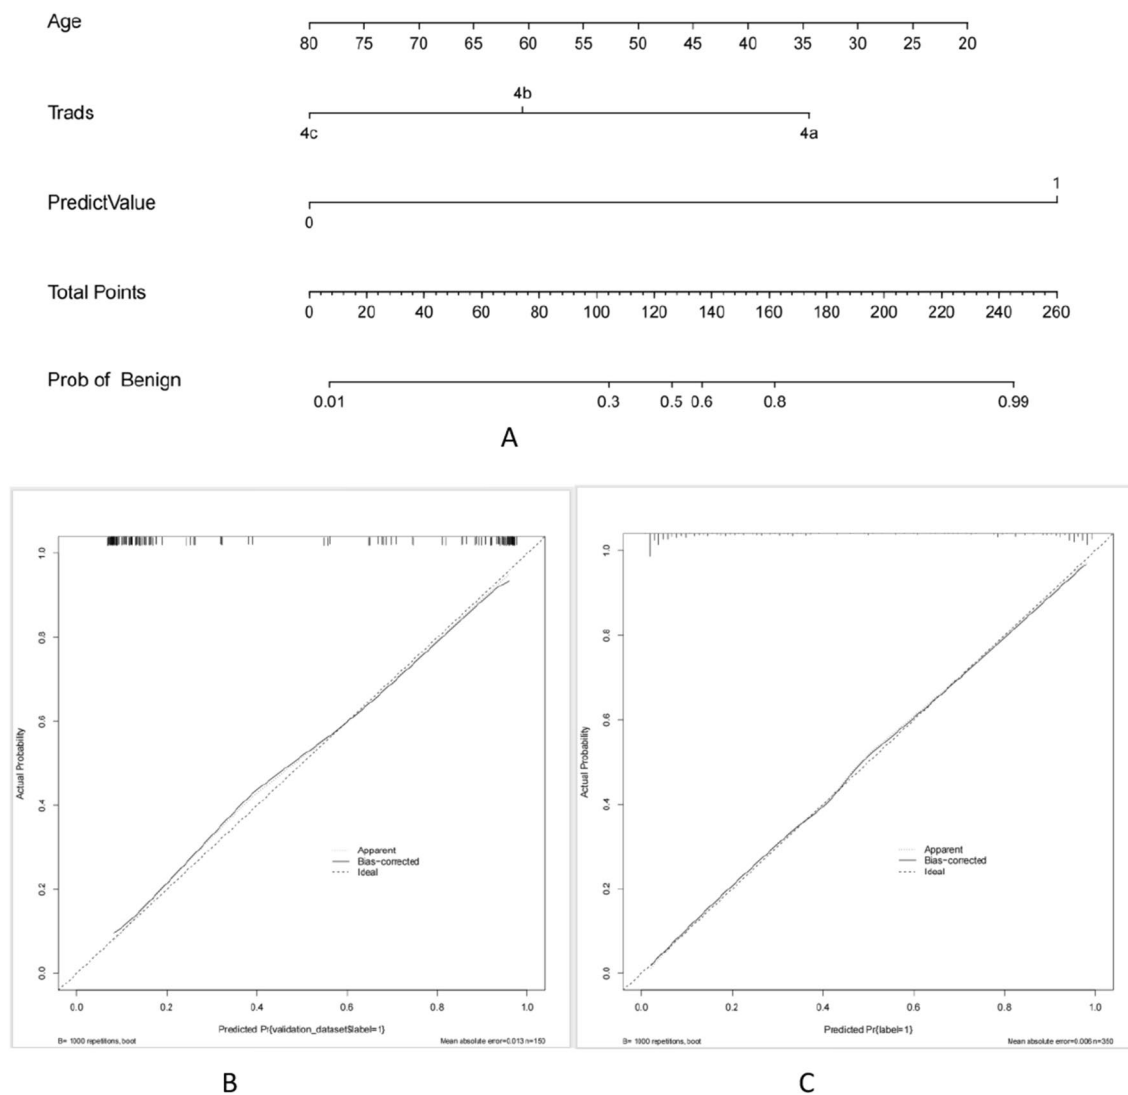 Age
80 75 70 65 60 55 50 45 40 35 30 25 20
4b
Trads
4c 4a
1
PredictValue
0
Total Points
0 20 40 60 80 100 120 140 160 180 200 220 240 260
Prob of Benign
0.01 0.3 0.5 0.6 0.8 0.99
A
1.0
0.8
0.6
0.4
0.2
0.0
Actual Probability
Apparent
Bias-corrected
Ideal
0.0 0.2 0.4 0.6 0.8 1.0
Predicted Pr{validation_dataset$label=1}
B= 1000 repetitions, boot Mean absolute error=0.013 n=150
B
1.0
0.8
0.6
0.4
0.2
0.0
Actual Probability
Apparent
Bias-corrected
Ideal
0.0 0.2 0.4 0.6 0.8 1.0
Predicted Pr{label=1}
B= 1000 repetitions, boot Mean absolute error=0.006 n=350
C